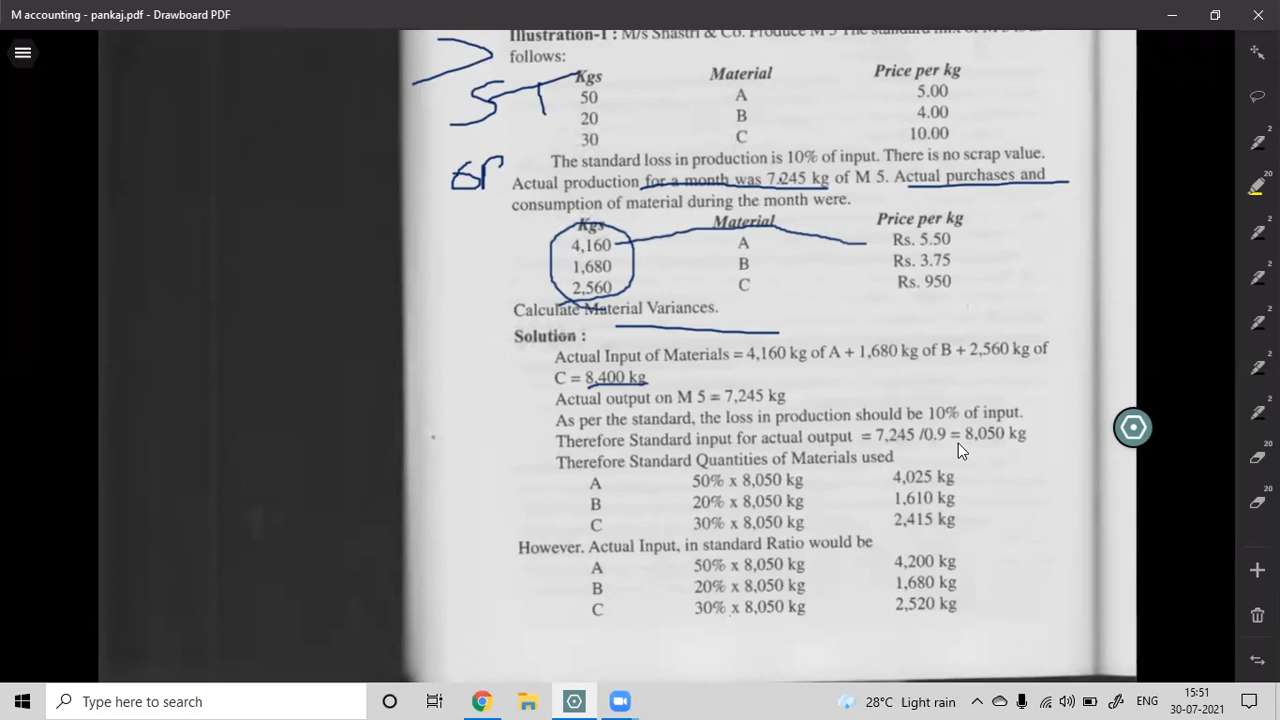 M accounting - pankaj.pdf - Drawboard PDF
Illustration-1 : M/s Shastri & Co. Produce M 5 The standard mix of M 5 is as
follows:
Kgs Material Price per kg
50 A 5.00
20 B 4.00
30 C 10.00
The standard loss in production is 10% of input. There is no scrap value.
Actual production for a month was 7.245 kg of M 5. Actual purchases and
consumption of material during the month were.
Kgs Material Price per kg
4,160 A Rs. 5.50
1,680 B Rs. 3.75
2,560 C Rs. 950
Calculate Material Variances.
Solution :
Actual Input of Materials = 4,160 kg of A + 1,680 kg of B + 2,560 kg of
C = 8,400 kg
Actual output on M 5 = 7,245 kg
As per the standard, the loss in production should be 10% of input.
Therefore Standard input for actual output = 7,245 /0.9 = 8,050 kg
Therefore Standard Quantities of Materials used
A 50% x 8,050 kg 4,025 kg
B 20% x 8,050 kg 1,610 kg
C 30% x 8,050 kg 2,415 kg
However. Actual Input, in standard Ratio would be
A 50% x 8,050 kg 4,200 kg
B 20% x 8,050 kg 1,680 kg
C 30% x 8,050 kg 2,520 kg
20
20
20
Type here to search
28°C Light rain
ENG
15:51
30-07-2021